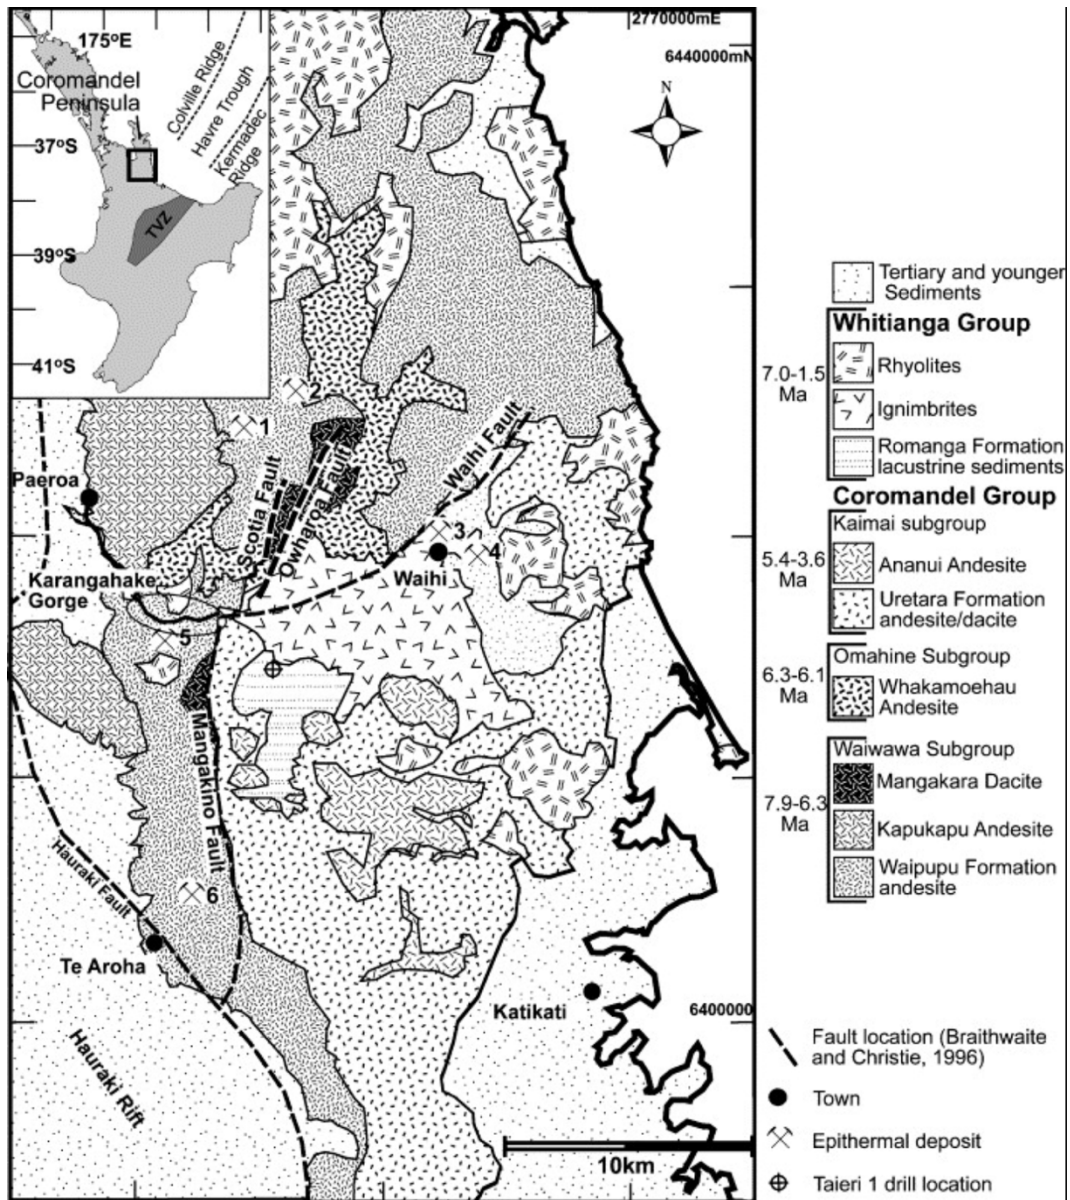 175ºE
Coromandel
Peninsula
37ºS
39ºS
41ºS
Colville Ridge
Havre Trough
Kermadec
Ridge
TVZ
2770000mE
6440000mN
N
1
2
3
4
5
6
Paeroa
Karangahake
Gorge
Scotia Fault
Owharoa Fault
Waihi Fault
Waihi
Mangakino Fault
Hauraki Fault
Te Aroha
Hauraki Rift
Katikati
6400000
10km
Tertiary and younger
Sediments
Whitianga Group
7.0-1.5
Ma
Rhyolites
Ignimbrites
Romanga Formation
lacustrine sediments
Coromandel Group
Kaimai subgroup
5.4-3.6
Ma
Ananui Andesite
Uretara Formation
andesite/dacite
Omahine Subgroup
6.3-6.1
Ma
Whakamoehau
Andesite
Waiwawa Subgroup
7.9-6.3
Ma
Mangakara Dacite
Kapukapu Andesite
Waipupu Formation
andesite
Fault location (Braithwaite
and Christie, 1996)
Town
Epithermal deposit
Taieri 1 drill location